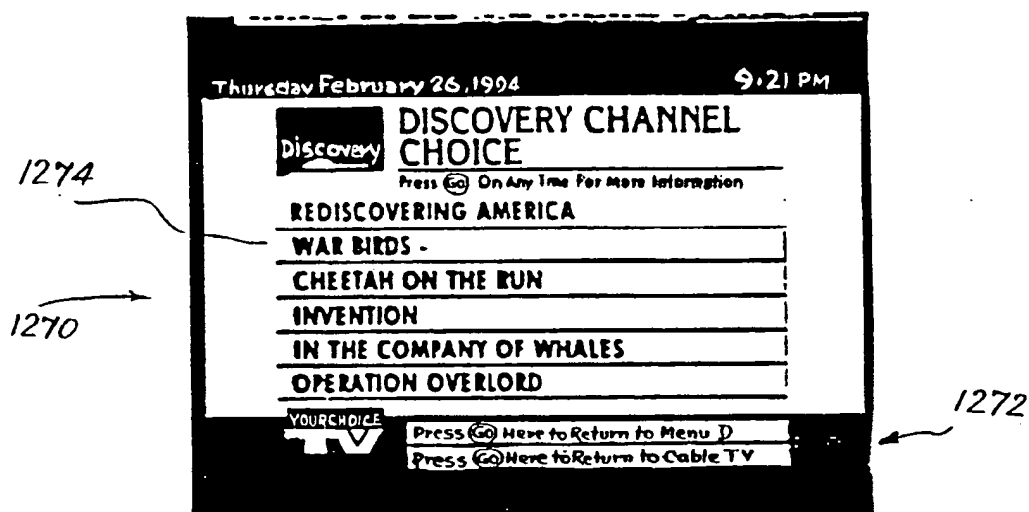 Thursday February 26, 1994 9:21 PM
Discovery
DISCOVERY CHANNEL
CHOICE
Press Go On Any Time For More Information
1274
REDISCOVERING AMERICA
WAR BIRDS -
CHEETAH ON THE RUN
1270
INVENTION
IN THE COMPANY OF WHALES
OPERATION OVERLORD
1272
YOUR CHOICE
TV
Press Go Here to Return to Menu D
Press Go Here to Return to Cable TV